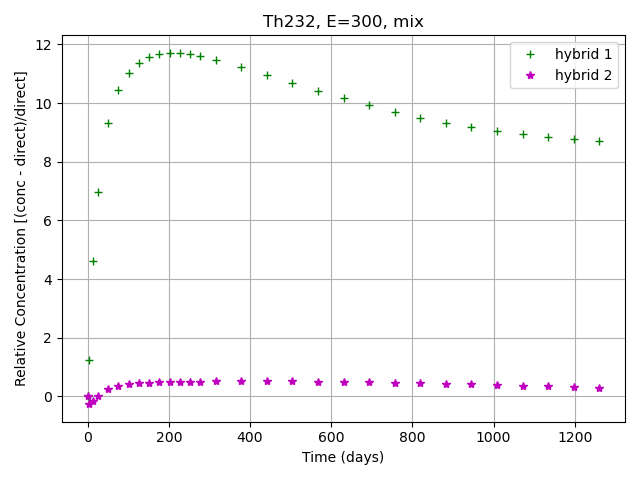 Th232, E=300, mix
hybrid 1
hybrid 2
Relative Concentration [(conc - direct)/direct]
12
10
8
6
4
2
0
0 200 400 600 800 1000 1200
Time (days)